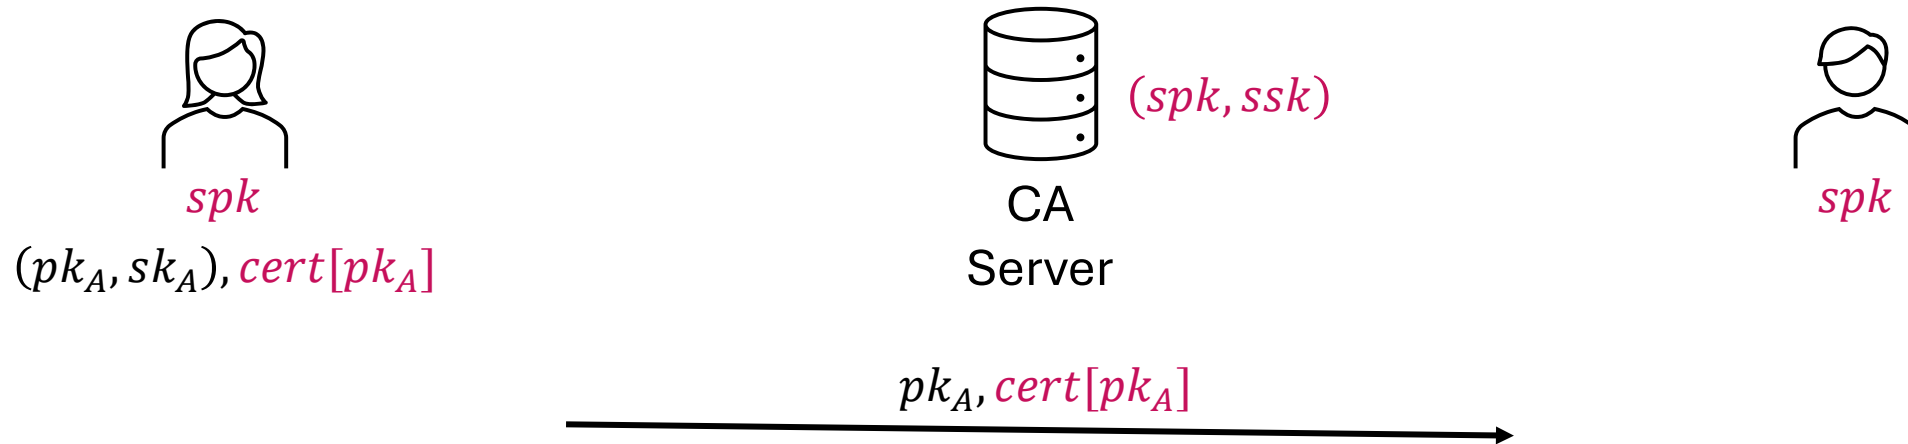 (spk, ssk)
spk
CA
Server
spk
(pk_A, sk_A), cert[pk_A]
pk_A, cert[pk_A]